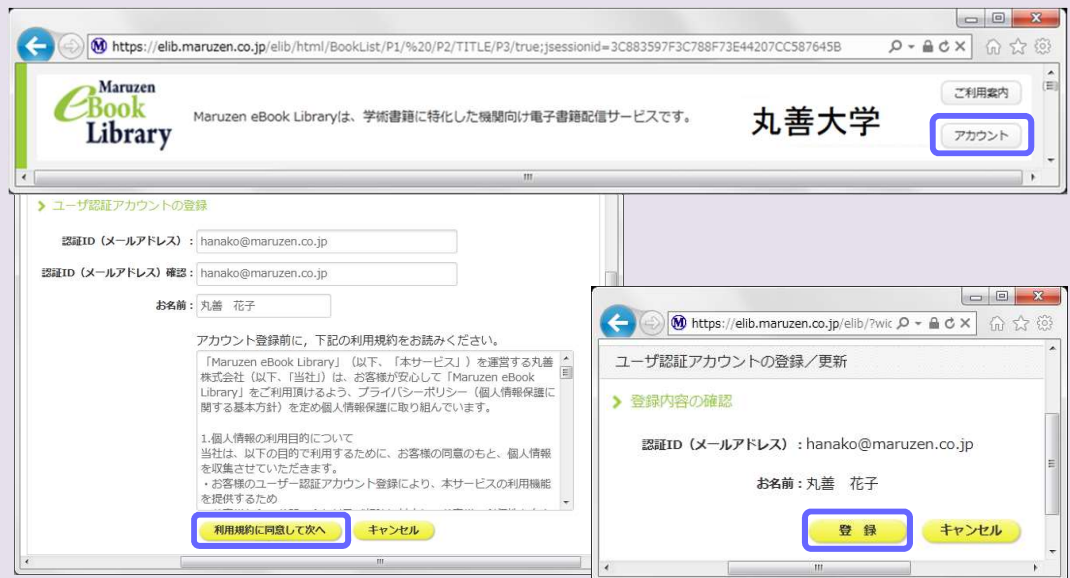 https://elib.maruzen.co.jp/elib/html/BookList/P1/%20/P2/TITLE/P3/true;jsessionid=3C883597F3C788F73E44207CC587645B
Maruzen
eBook
Library
Maruzen eBook Libraryは、学術書籍に特化した機関向け電子書籍配信サービスです。
丸善大学
ご利用案内
アカウント
ユーザ認証アカウントの登録
認証ID（メールアドレス）：hanako@maruzen.co.jp
認証ID（メールアドレス）確認：hanako@maruzen.co.jp
お名前：丸善　花子
アカウント登録前に，下記の利用規約をお読みください。
「Maruzen eBook Library」（以下、「本サービス」）を運営する丸善
株式会社（以下、「当社」）は、お客様が安心して「Maruzen eBook
Library」をご利用頂けるよう、プライバシーポリシー（個人情報保護に
関する基本方針）を定め個人情報保護に取り組んでいます。
1.個人情報の利用目的について
当社は、以下の目的で利用するために、お客様の同意のもと、個人情報
を収集させていただきます。
・お客様のユーザー認証アカウント登録により、本サービスの利用機能
を提供するため
利用規約に同意して次へ
キャンセル
https://elib.maruzen.co.jp/elib/?wic
ユーザ認証アカウントの登録／更新
登録内容の確認
認証ID（メールアドレス）：hanako@maruzen.co.jp
お名前：丸善　花子
登 録
キャンセル